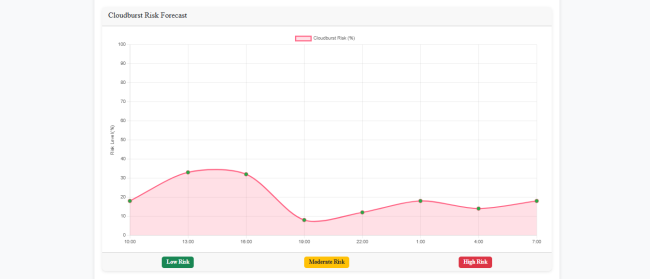 Cloudburst Risk Forecast
Cloudburst Risk (%)
100
90
80
70
60
50
40
30
20
10
0
Risk Level (%)
10:00 13:00 16:00 19:00 22:00 1:00 4:00 7:00
Low Risk Moderate Risk High Risk